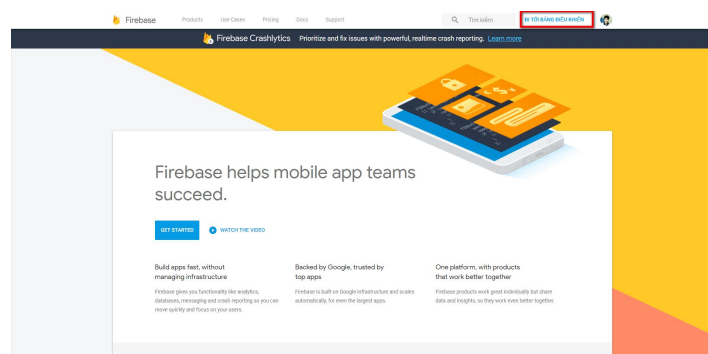 Firebase Products Use Cases Pricing Docs Support Tìm kiếm ĐI TỚI BẢNG ĐIỀU KHIỂN
Firebase Crashlytics Prioritize and fix issues with powerful, realtime crash reporting. Learn more
Firebase helps mobile app teams
succeed.
GET STARTED WATCH THE VIDEO
Build apps fast, without
managing infrastructure
Firebase gives you functionality like analytics,
databases, messaging and crash reporting so you can
move quickly and focus on your users.
Backed by Google, trusted by
top apps
Firebase is built on Google infrastructure and scales
automatically, for even the largest apps.
One platform, with products
that work better together
Firebase products work great individually but share
data and insights, so they work even better together.